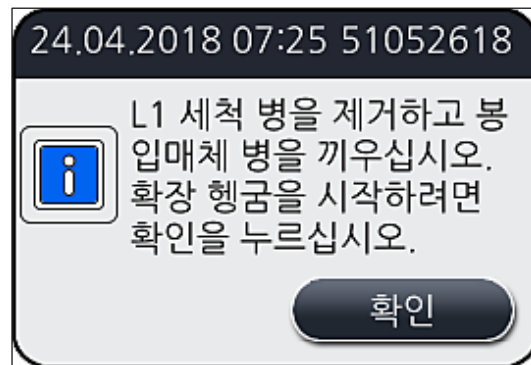 24.04.2018 07:25 51052618
L1 세척 병을 제거하고 봉
입매체 병을 끼우십시오.
확장 헹굼을 시작하려면
확인을 누르십시오.
확인